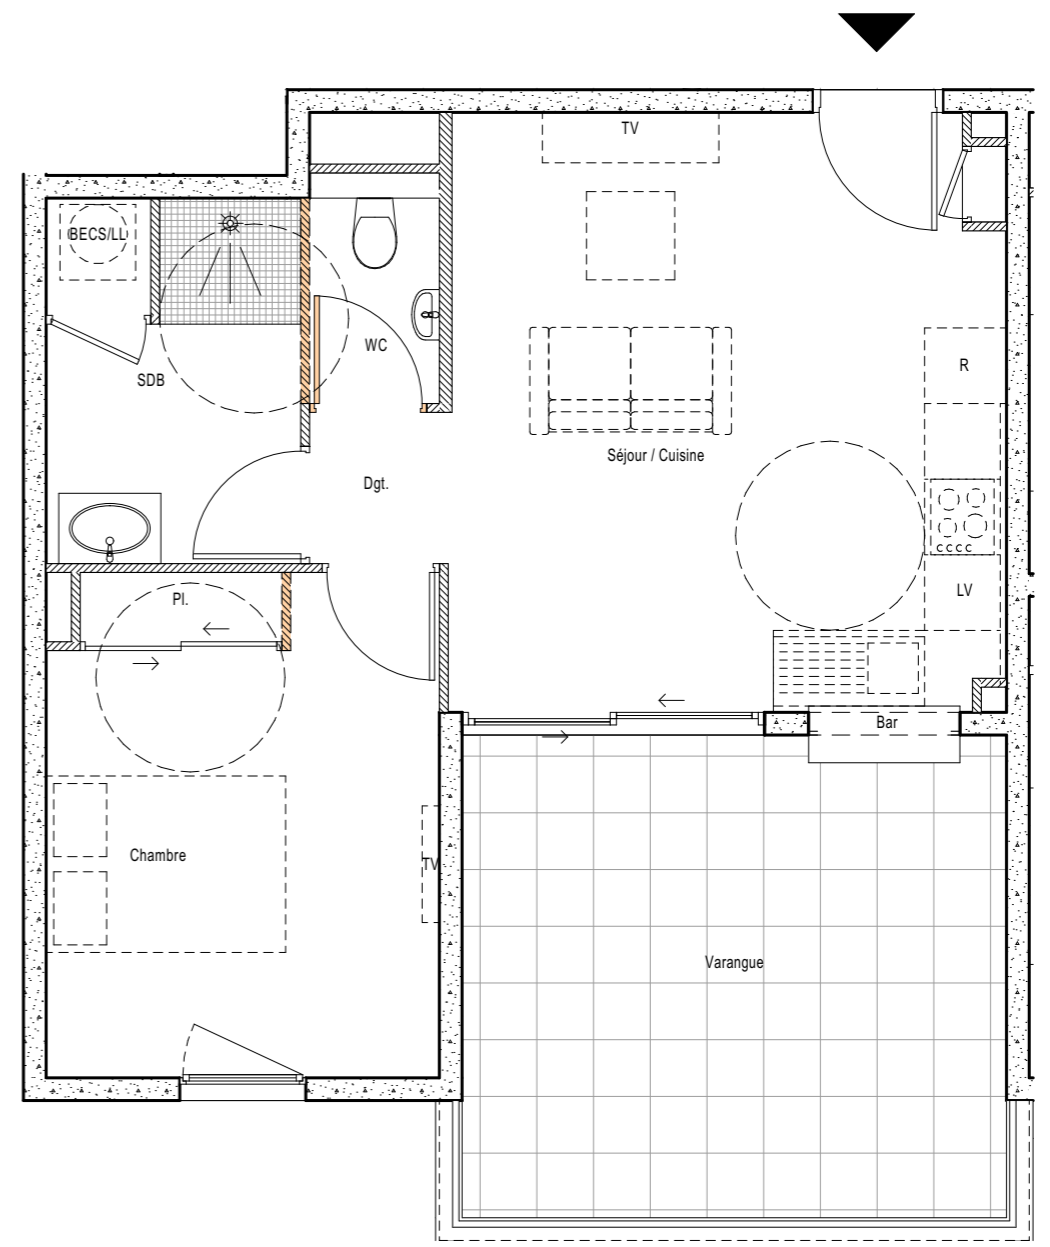 TV
BECS/LL
WC
R
SDB
Séjour / Cuisine
Dgt.
cccc
LV
Pl.
Bar
Chambre
TV
Varangue